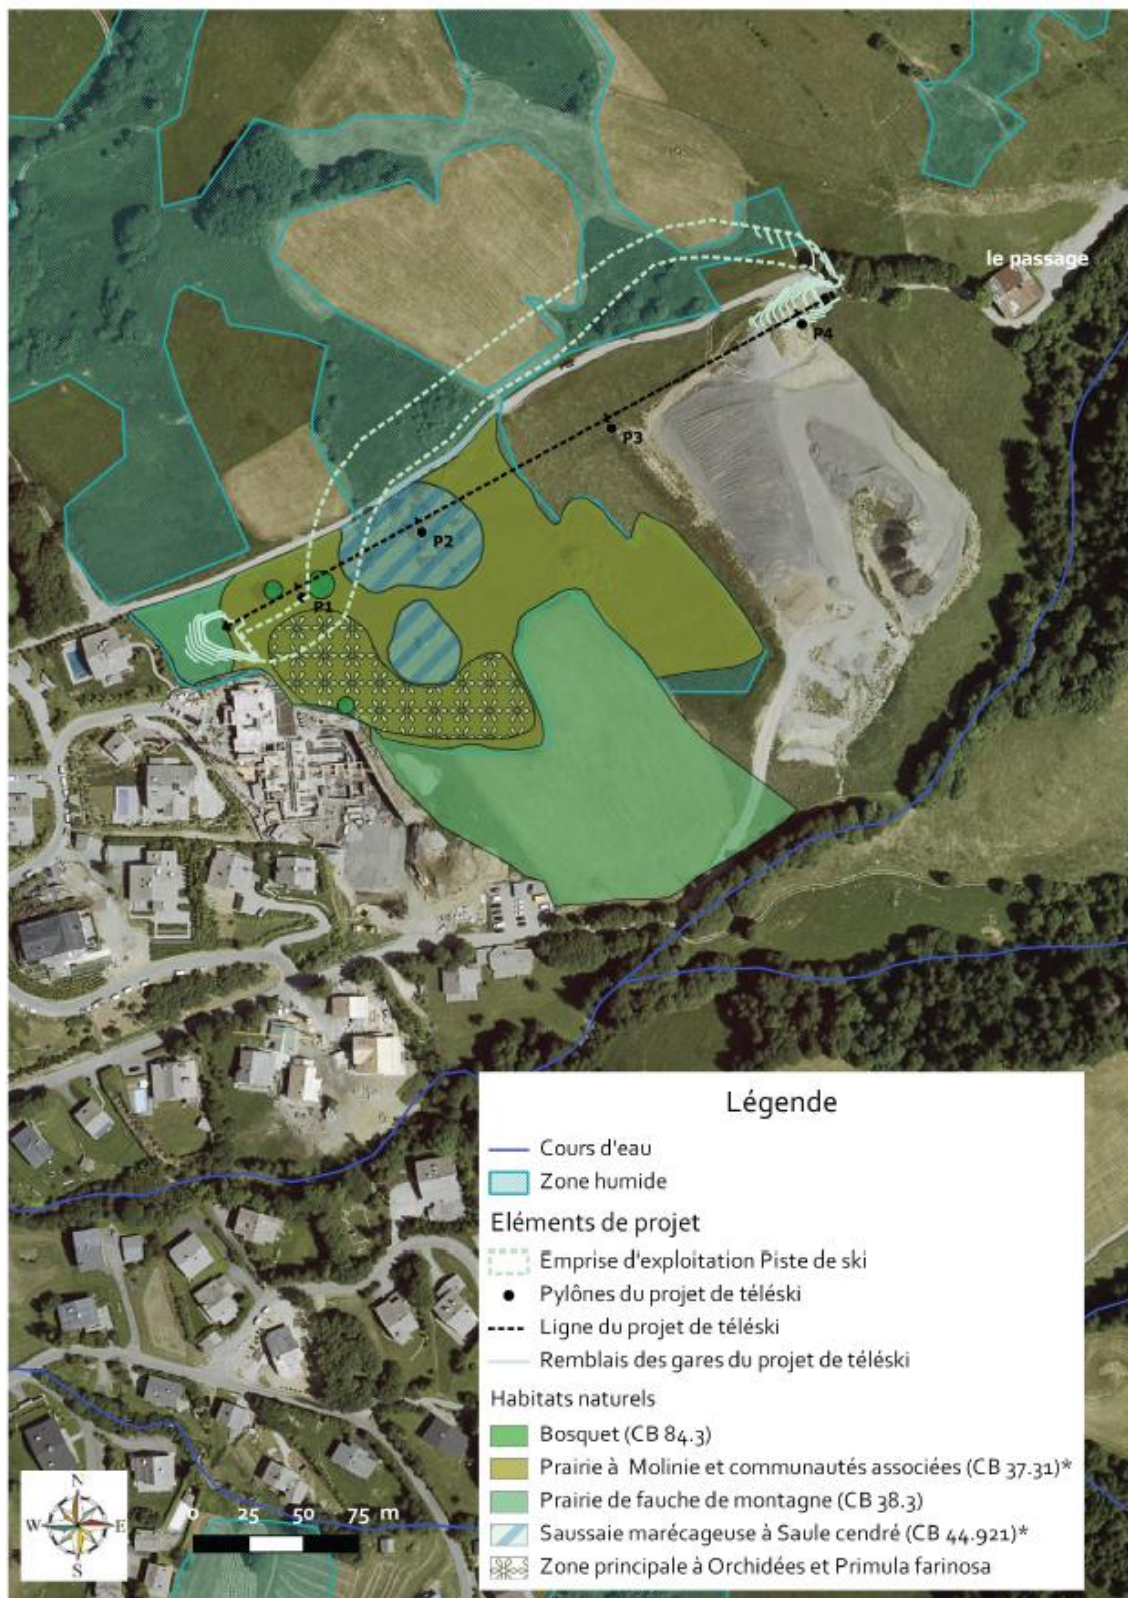 le passage
P4
P3
P2
P1
Légende
Cours d'eau
Zone humide
Eléments de projet
Emprise d'exploitation Piste de ski
Pylônes du projet de téléski
Ligne du projet de téléski
Remblais des gares du projet de téléski
Habitats naturels
Bosquet (CB 84.3)
Prairie à Molinie et communautés associées (CB 37.31)*
Prairie de fauche de montagne (CB 38.3)
Saussaie marécageuse à Saule cendré (CB 44.921)*
Zone principale à Orchidées et Primula farinosa
N
W E
S
0 25 50 75 m